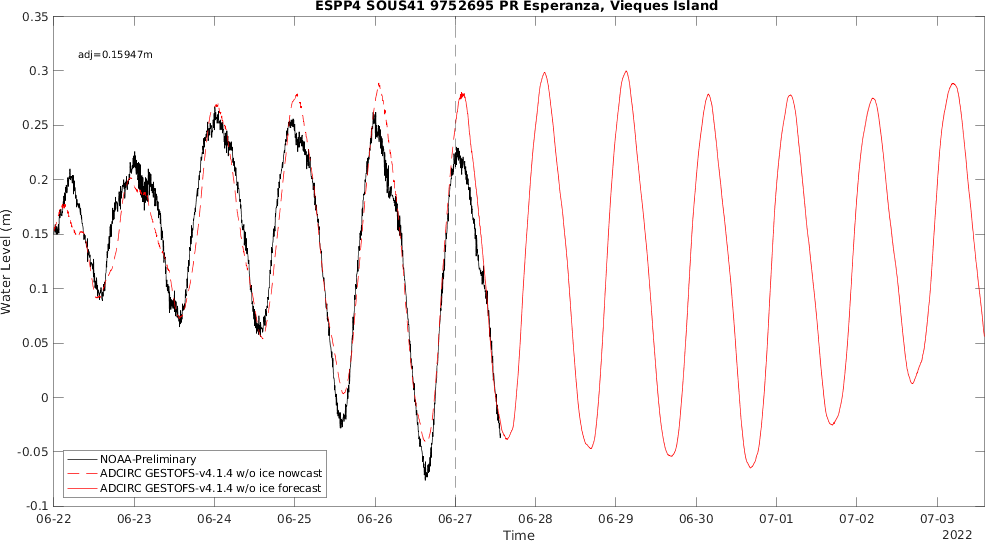 ESPP4 SOUS41 9752695 PR Esperanza, Vieques Island
0.35
adj=0.15947m
0.3
0.25
0.2
0.15
0.1
0.05
0
-0.05
-0.1
Water Level (m)
NOAA-Preliminary
ADCIRC GESTOFS-v4.1.4 w/o ice nowcast
ADCIRC GESTOFS-v4.1.4 w/o ice forecast
06-22 06-23 06-24 06-25 06-26 06-27 06-28 06-29 06-30 07-01 07-02 07-03
Time
2022